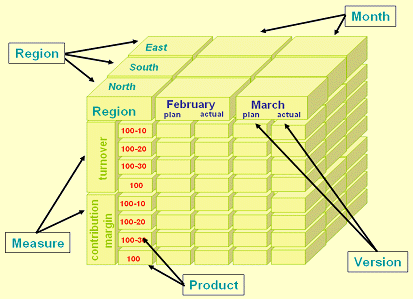 Month
East
Region
South
North
Region
February
March
plan
actual
plan
actual
turnover
100-10
100-20
100-30
100
contribution
margin
100-10
100-20
100-30
100
Measure
Version
Product